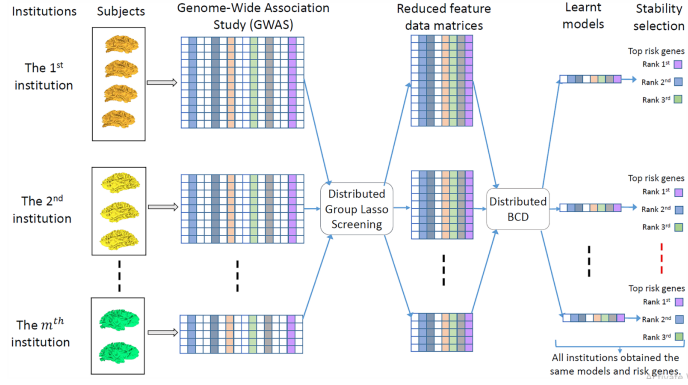 Institutions
Subjects
Genome-Wide Association
Study (GWAS)
Reduced feature
data matrices
Learnt
models
Stability
selection
The 1st
institution
Top risk genes
Rank 1st
Rank 2nd
Rank 3rd
The 2nd
institution
Distributed
Group Lasso
Screening
Distributed
BCD
Top risk genes
Rank 1st
Rank 2nd
Rank 3rd
The mth
institution
Top risk genes
Rank 1st
Rank 2nd
Rank 3rd
All institutions obtained the
same models and risk genes.